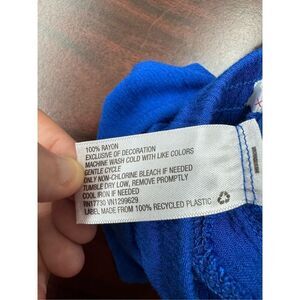 100% RAYON
EXCLUSIVE OF DECORATION
MACHINE WASH COLD WITH LIKE COLORS
GENTLE CYCLE
ONLY NON-CHLORINE BLEACH IF NEEDED
TUMBLE DRY LOW, REMOVE PROMPTLY
COOL IRON IF NEEDED
RN17730 VN1299629
LABEL MADE FROM 100% RECYCLED PLASTIC